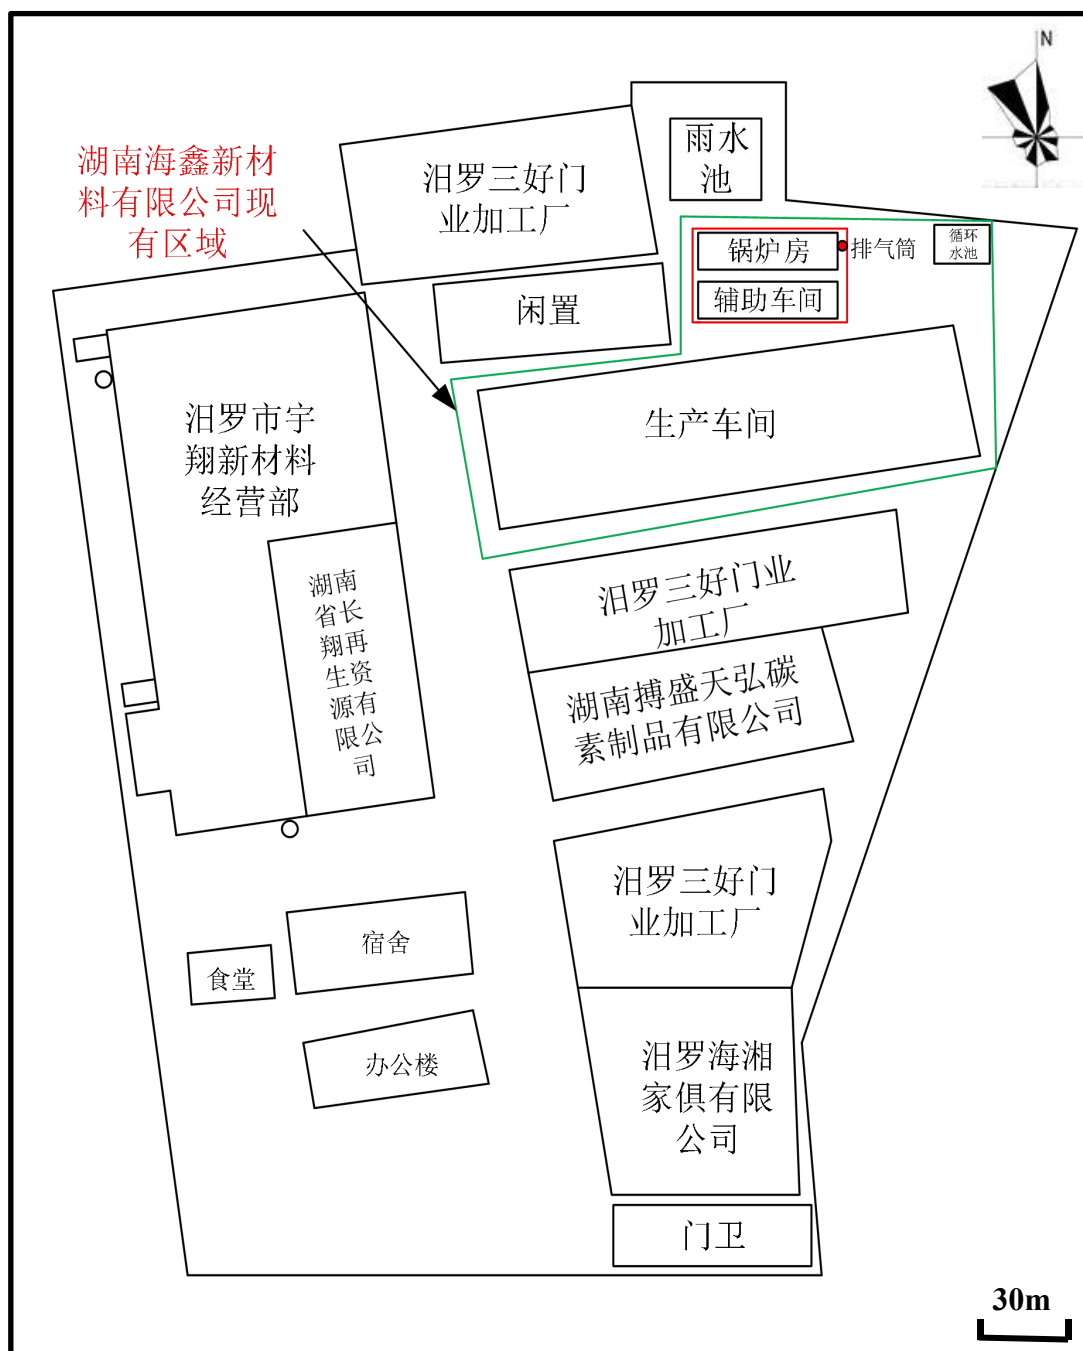 N
湖南海鑫新材
料有限公司现
有区域
汨罗三好门
业加工厂
雨水
池
锅炉房
排气筒
循环
水池
辅助车间
闲置
生产车间
汨罗市宇
翔新材料
经营部
湖南
省长
翔再
生资
源有
限公
司
汨罗三好门业
加工厂
湖南搏盛天弘碳
素制品有限公司
汨罗三好门
业加工厂
宿舍
食堂
办公楼
汨罗海湘
家俱有限
公司
门卫
30m